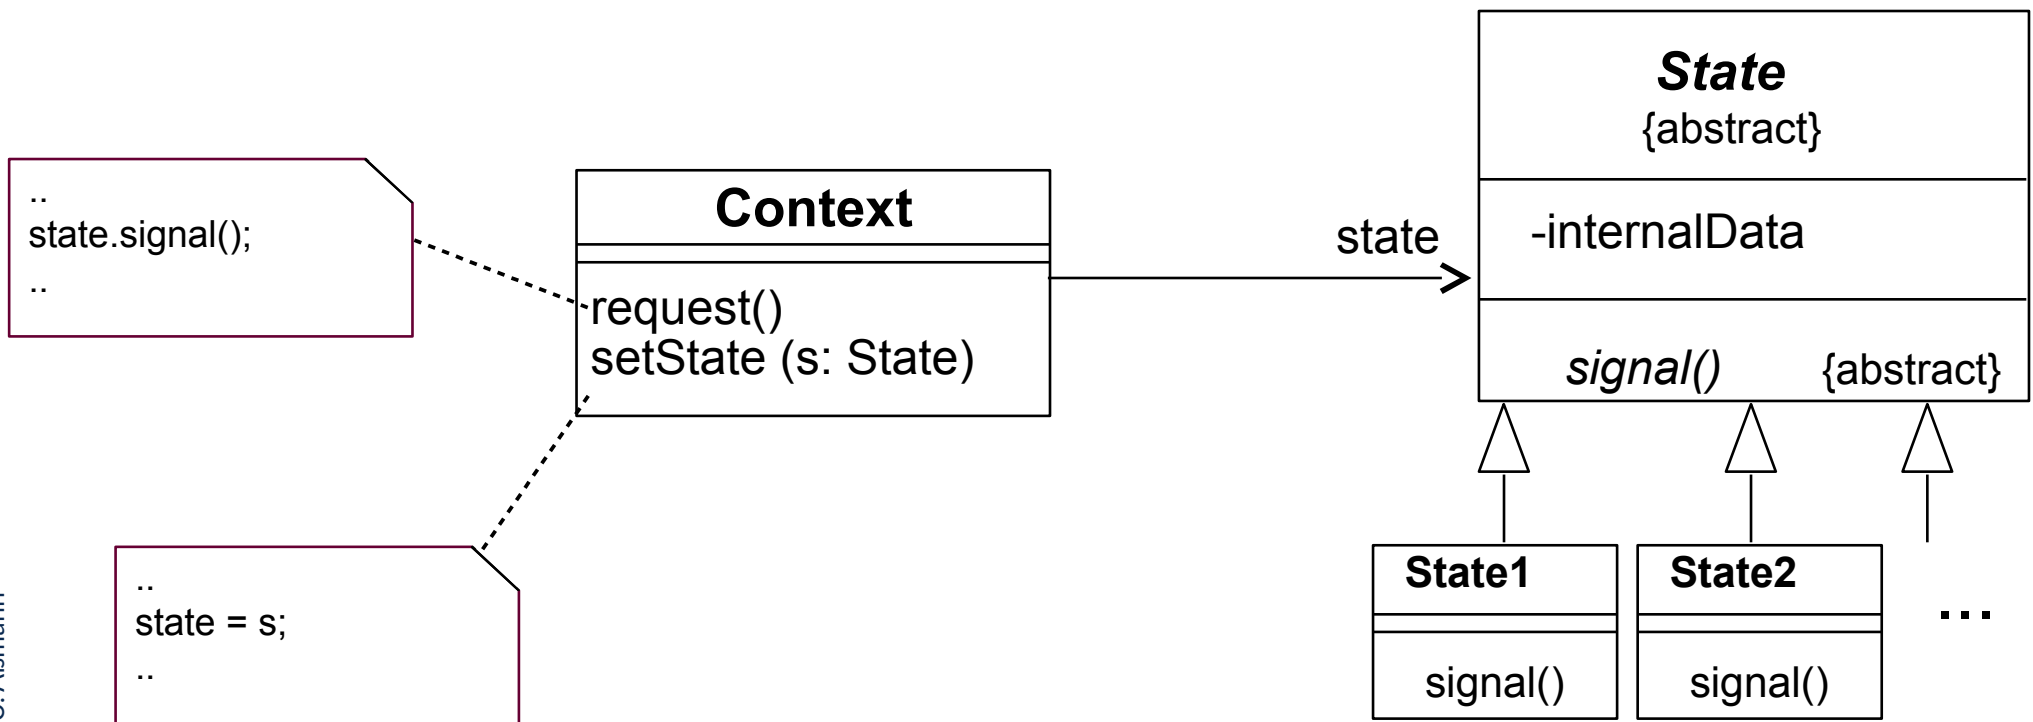 State
{abstract}
-internalData
signal() {abstract}
state
Context
request()
setState (s: State)
..
state.signal();
..
..
state = s;
..
State1
signal()
State2
signal()
...